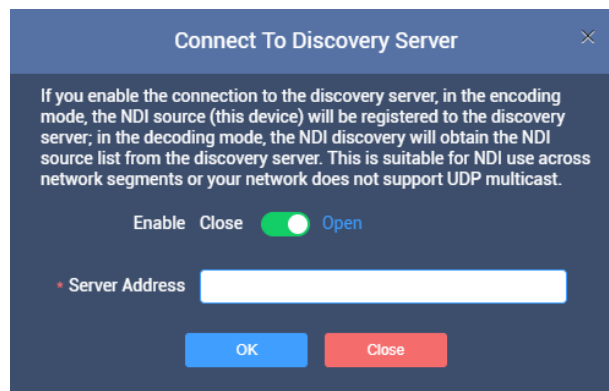 Connect To Discovery Server
If you enable the connection to the discovery server, in the encoding
mode, the NDI source (this device) will be registered to the discovery
server; in the decoding mode, the NDI discovery will obtain the NDI
source list from the discovery server. This is suitable for NDI use across
network segments or your network does not support UDP multicast.
Enable Close Open
* Server Address
OK Close